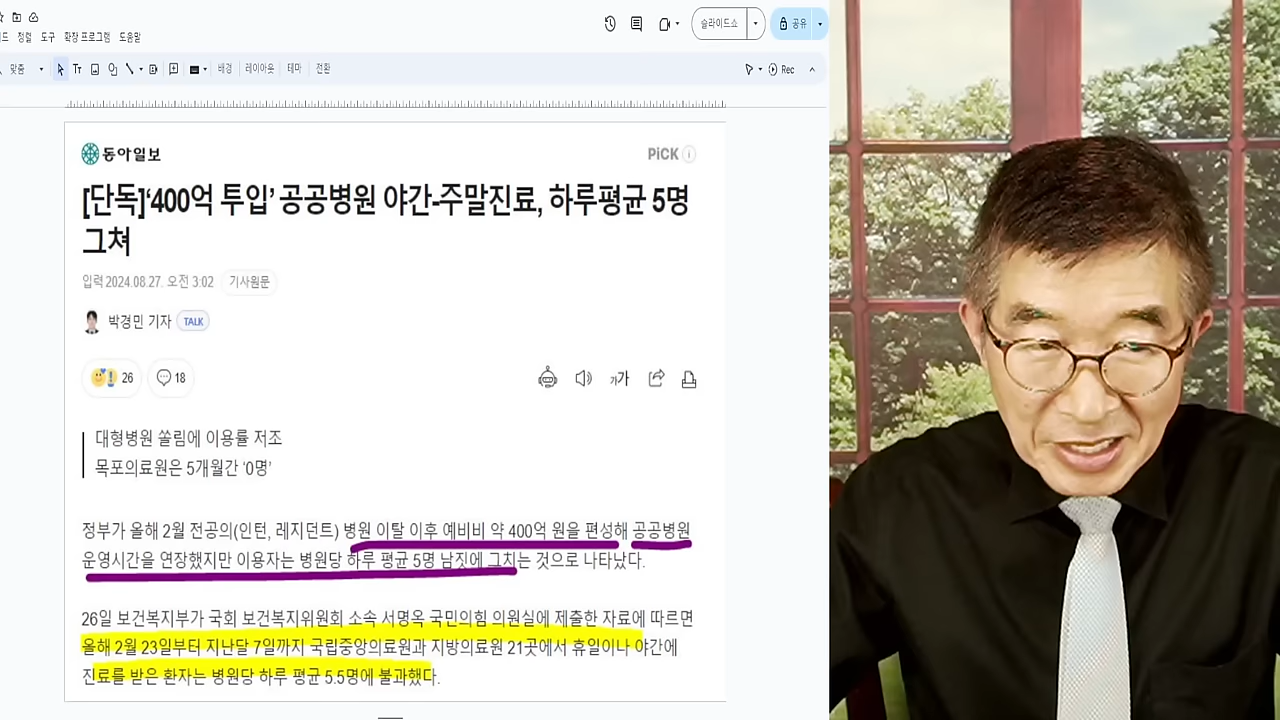 정렬 도구 확장 프로그램 도움말
슬라이드쇼
공유
맞춤
배경 레이아웃 테마 전환
Rec
동아일보
PiCK
[단독]‘400억 투입’ 공공병원 야간-주말진료, 하루평균 5명
그쳐
입력 2024.08.27. 오전 3:02
기사원문
박경민 기자
TALK
26
18
가가
대형병원 쏠림에 이용률 저조
목포의료원은 5개월간 ‘0명’
정부가 올해 2월 전공의(인턴, 레지던트) 병원 이탈 이후 예비비 약 400억 원을 편성해 공공병원
운영시간을 연장했지만 이용자는 병원당 하루 평균 5명 남짓에 그치는 것으로 나타났다.
26일 보건복지부가 국회 보건복지위원회 소속 서명옥 국민의힘 의원실에 제출한 자료에 따르면
올해 2월 23일부터 지난달 7일까지 국립중앙의료원과 지방의료원 21곳에서 휴일이나 야간에
진료를 받은 환자는 병원당 하루 평균 5.5명에 불과했다.